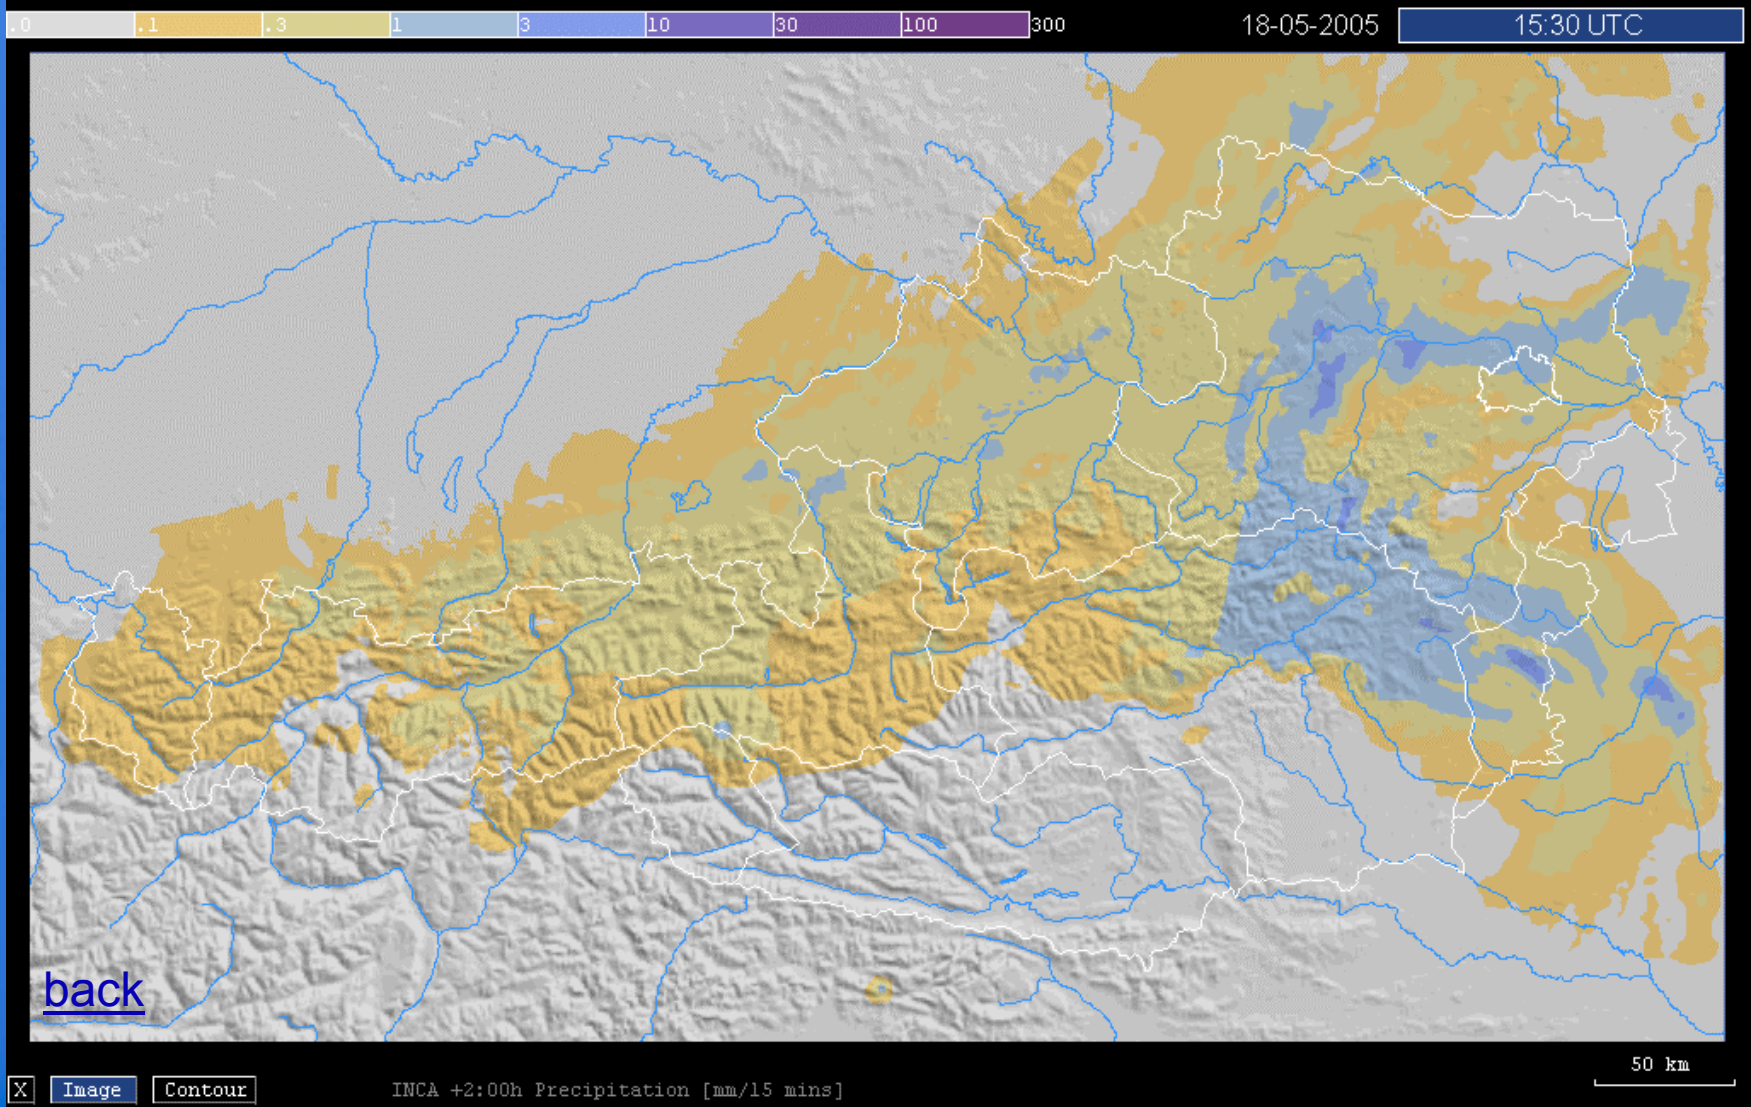 .0 .1 .3 1 3 10 30 100 300 18-05-2005 15:30 UTC
back
50 km
X Image Contour INCA +2:00h Precipitation [mm/15 mins]